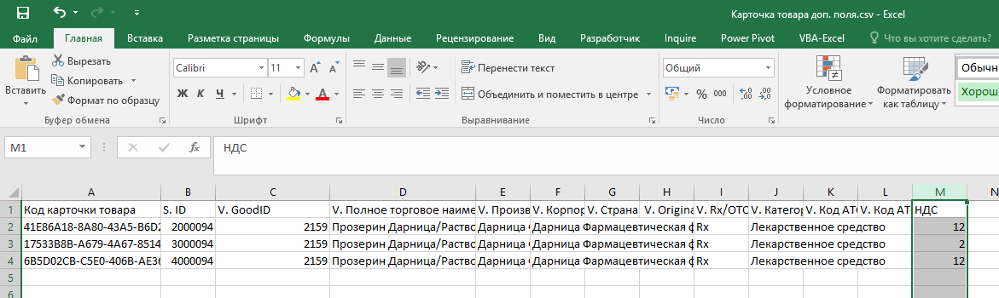 Карточка товара доп. поля.csv - Excel
Файл Главная Вставка Разметка страницы Формулы Данные Рецензирование Вид Разработчик Inquire Power Pivot VBA-Excel Что вы хотите сделать?
Вставить
Вырезать
Копировать
Формат по образцу
Буфер обмена
Calibri 11
Ж К Ч
Шрифт
Перенести текст
Объединить и поместить в центре
Выравнивание
Общий
% 000
Число
Условное форматирование
Форматировать как таблицу
Обычн
Хорош
M1 fx НДС
A B C D E F G H I J K L M N
1 Код карточки товара S. ID V. GoodID V. Полное торговое наиме V. Произв V. Корпор V. Страна V. Origina V. Rx/OTC V. Категор V. Код АТ V. Код АТ НДС
2 41E86A18-8A80-43A5-B6D2 2000094 2159 Прозерин Дарница/Раство Дарница Дарница Фармацевтическая ф Rx Лекарственное средство 12
3 17533B8B-A679-4A67-8514 3000094 2159 Прозерин Дарница/Раство Дарница Дарница Фармацевтическая ф Rx Лекарственное средство 2
4 6B5D02CB-C5E0-406B-AE36 4000094 2159 Прозерин Дарница/Раство Дарница Дарница Фармацевтическая ф Rx Лекарственное средство 12
5
6